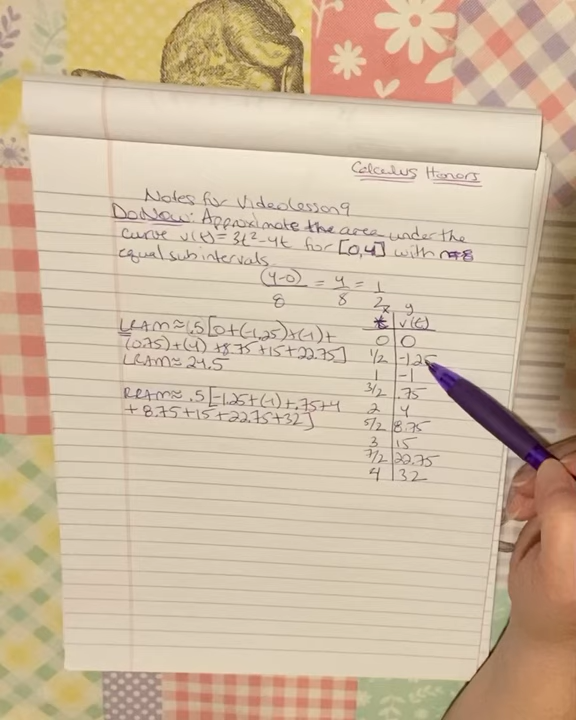 Calculus Honors
Notes for Video Lesson 9
Do Now: Approximate the area under the
curve v(t) = 3t²-4t for [0,4] with n=8
equal subintervals.
(4-0)/8 = 4/8 = 1/2
x y
t v(t)
0 0
1/2 -1.25
1 -1
3/2 .75
2 4
5/2 8.75
3 15
7/2 22.75
4 32
LRAM ≈ .5[0+(-1.25)+(-1)+
(0.75)+(4)+8.75+15+22.75]
LRAM ≈ 24.5
RRAM ≈ .5[-1.25+(-1)+.75+4
+8.75+15+22.75+32]